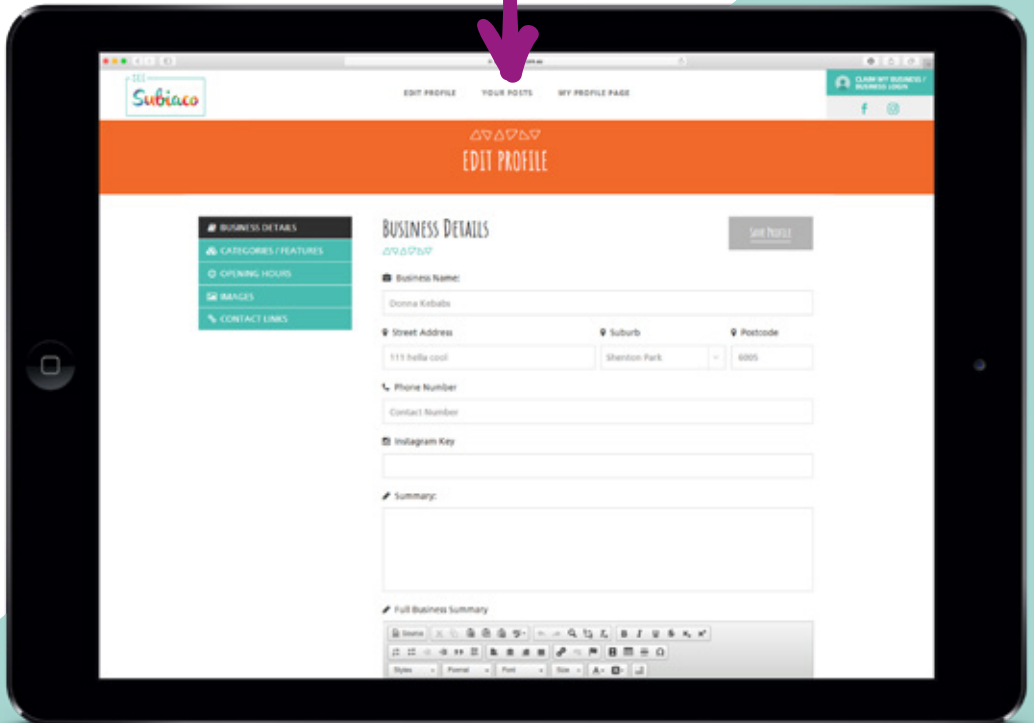 SEE
Subiaco
EDIT PROFILE YOUR POSTS MY PROFILE PAGE
CLAIM MY BUSINESS /
BUSINESS LOGIN
EDIT PROFILE
BUSINESS DETAILS
CATEGORIES / FEATURES
OPENING HOURS
IMAGES
CONTACT LINKS
BUSINESS DETAILS
SAVE PROFILE
Business Name:
Donna Kebabs
Street Address Suburb Postcode
111 hella cool Shenton Park 6005
Phone Number
Contact Number
Instagram Key
Summary:
Full Business Summary
Source
B I U S
Styles Format Font Size A